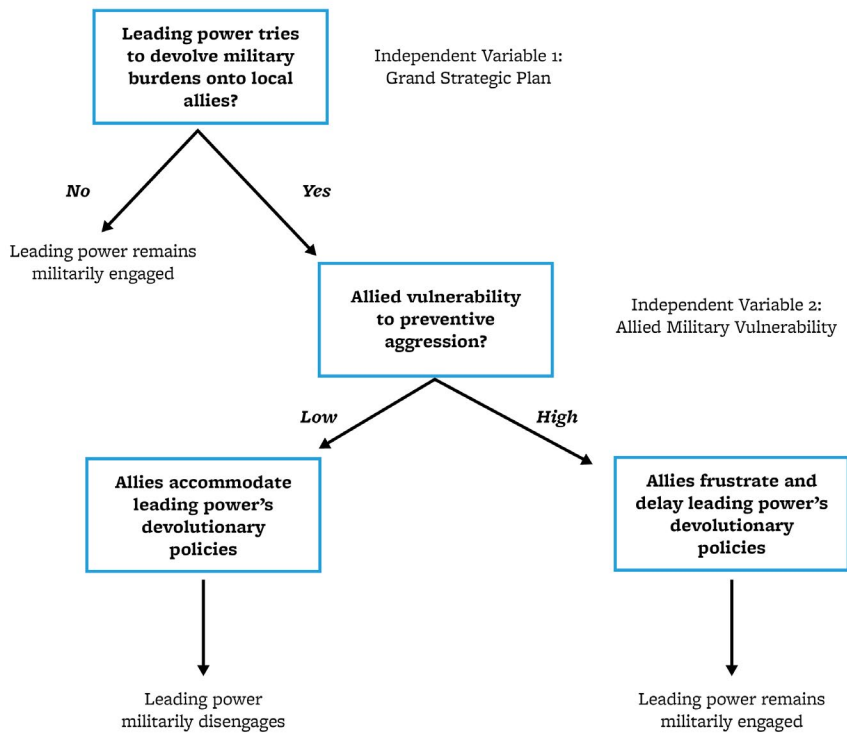 Leading power tries
to devolve military
burdens onto local
allies?
Independent Variable 1:
Grand Strategic Plan
No
Yes
Leading power remains
militarily engaged
Allied vulnerability
to preventive
aggression?
Independent Variable 2:
Allied Military Vulnerability
Low
High
Allies accommodate
leading power’s
devolutionary
policies
Allies frustrate and
delay leading power’s
devolutionary
policies
Leading power
militarily disengages
Leading power remains
militarily engaged